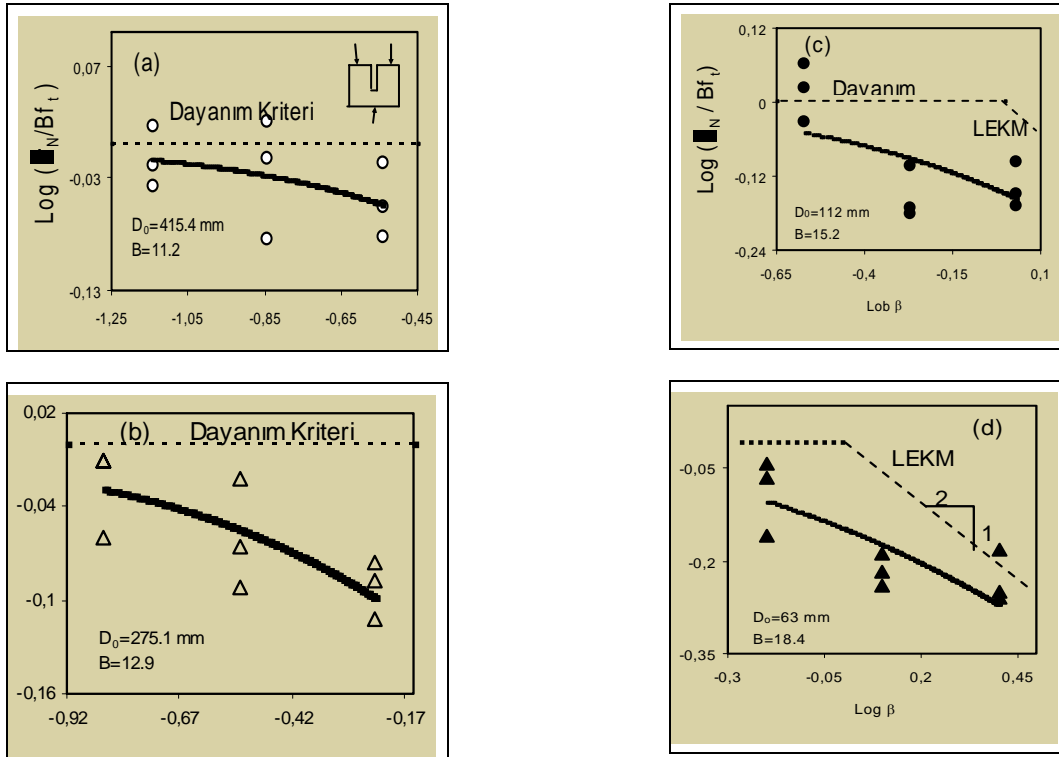 (a)
0,07
Dayanım Kriteri
-0,03
D₀=415.4 mm
B=11.2
-0,13
-1,25 -1,05 -0,85 -0,65 -0,45
Log (█N/Bfₜ)
(c)
0,12
Davanım
0
LEKM
-0,12
D₀=112 mm
B=15.2
-0,24
-0,65 -0,4 -0,15 0,1
Lob β
Log (█N / Bfₜ)
0,02
(b) Dayanım Kriteri
-0,04
-0,1
D₀=275.1 mm
B=12.9
-0,16
-0,92 -0,67 -0,42 -0,17
(d)
-0,05
LEKM
2
1
-0,2
Dₒ=63 mm
B=18.4
-0,35
-0,3 -0,05 0,2 0,45
Log β